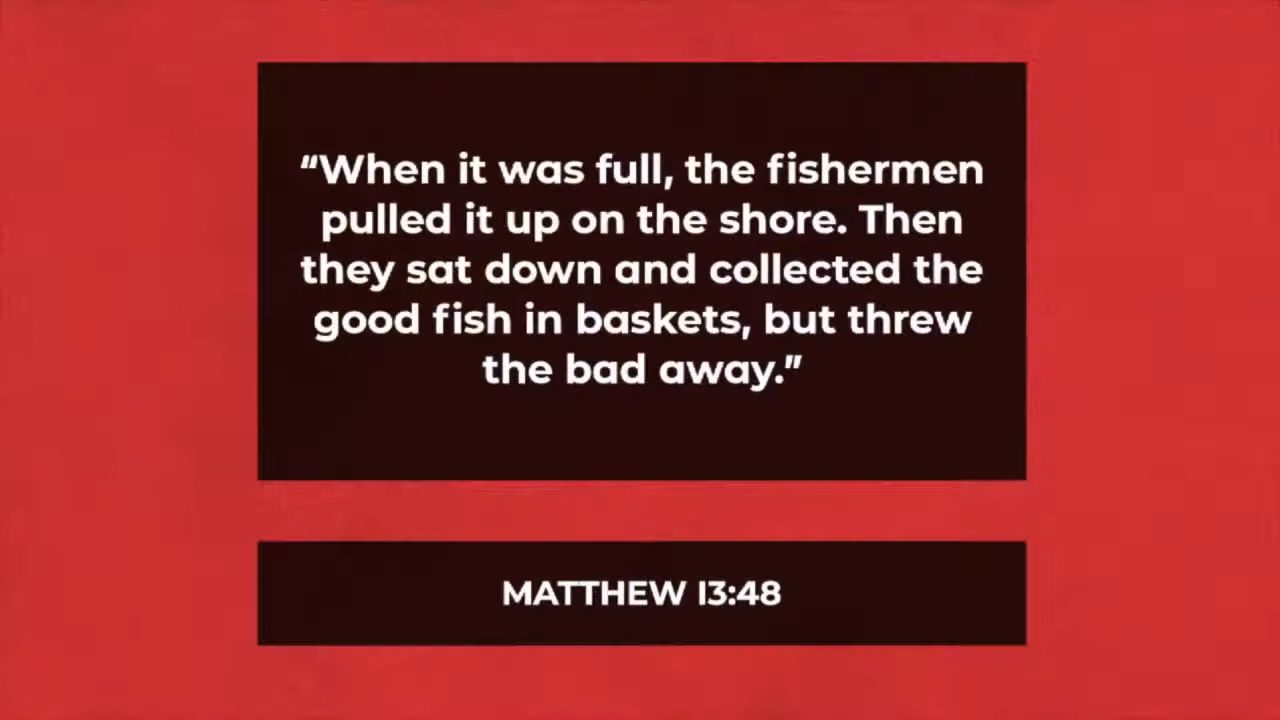 “When it was full, the fishermen
pulled it up on the shore. Then
they sat down and collected the
good fish in baskets, but threw
the bad away.”
MATTHEW 13:48